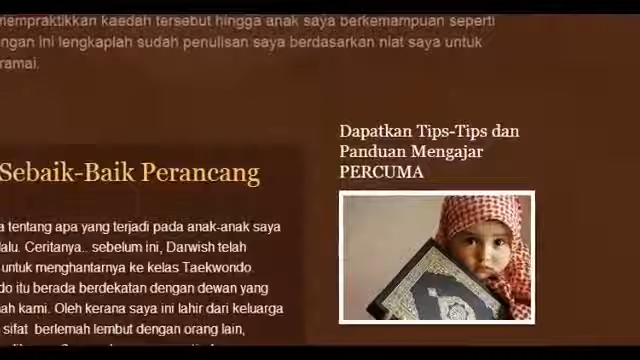 mempraktikkan kaedah tersebut hingga anak saya berkemampuan seperti
ngan ini lengkaplah sudah penulisan saya berdasarkan niat saya untuk
ramai.
Dapatkan Tips-Tips dan
Panduan Mengajar
PERCUMA
Sebaik-Baik Perancang
a tentang apa yang terjadi pada anak-anak saya
lalu. Ceritanya.. sebelum ini, Darwish telah
untuk menghantarnya ke kelas Taekwondo.
do itu berada berdekatan dengan dewan yang
nah kami. Oleh kerana saya ini lahir dari keluarga
sifat berlemah lembut dengan orang lain,